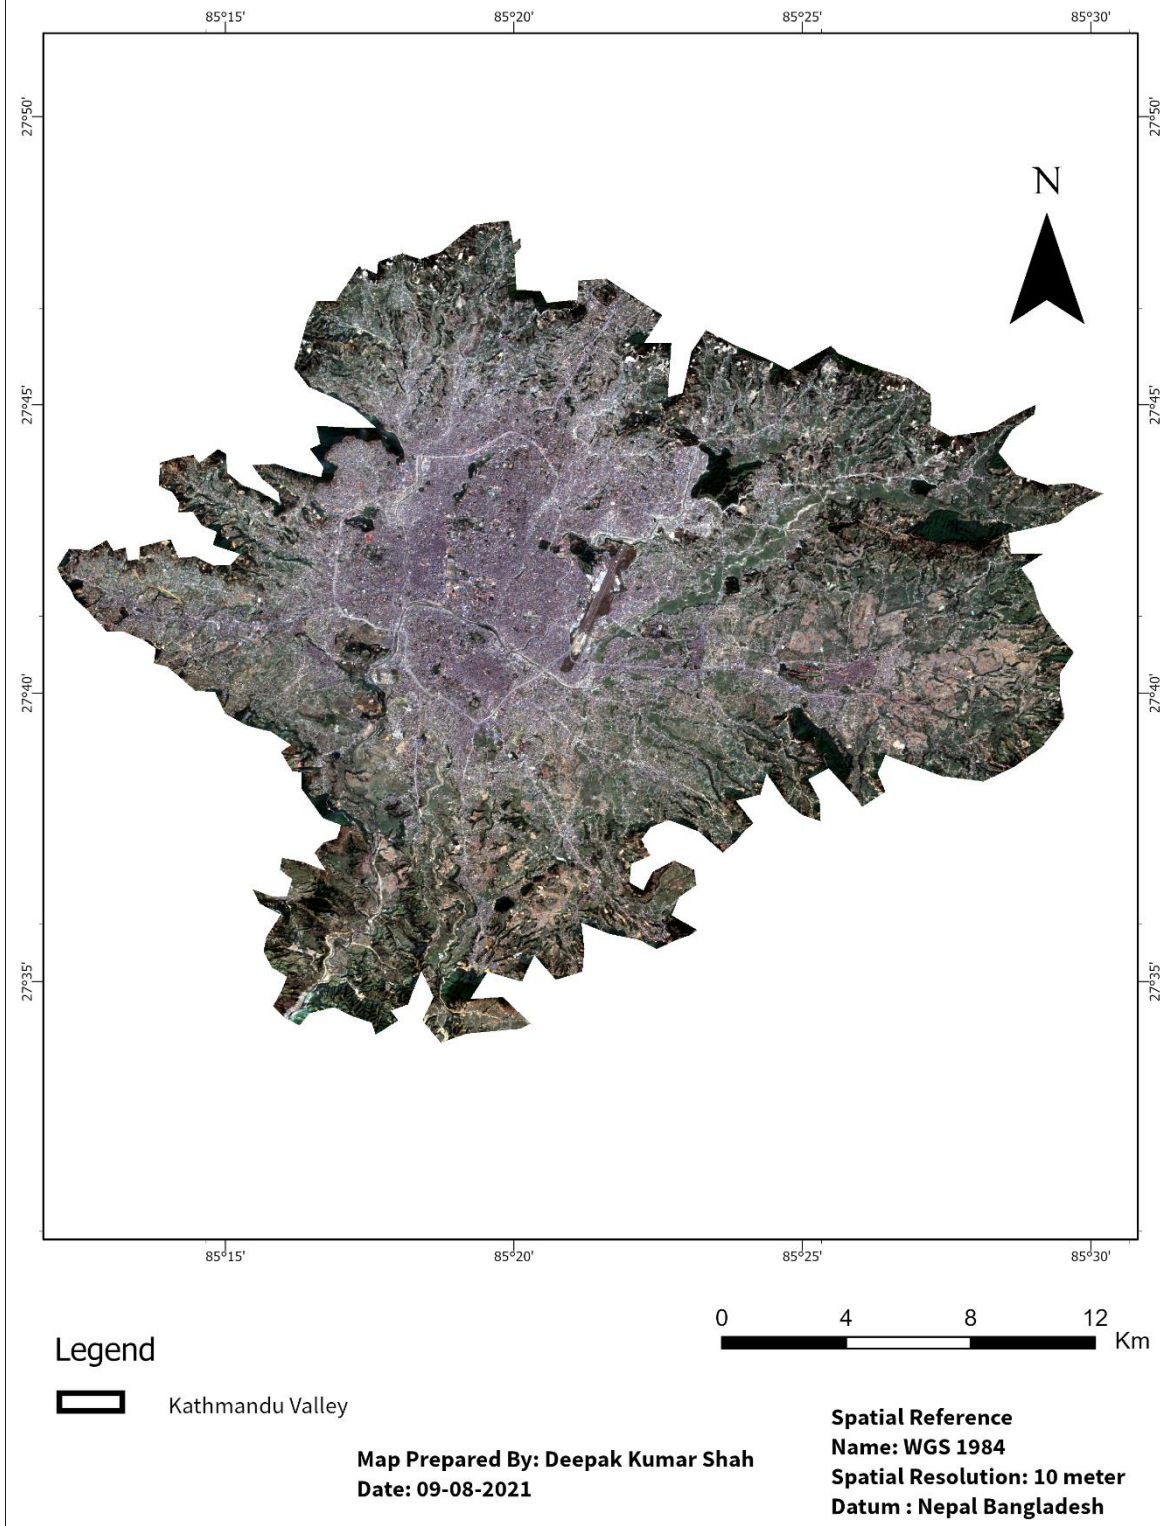 85°15' 85°20' 85°25' 85°30'
27°50' 27°50'
N
27°45' 27°45'
27°40' 27°40'
27°35' 27°35'
85°15' 85°20' 85°25' 85°30'
0 4 8 12
Km
Legend
Kathmandu Valley
Map Prepared By: Deepak Kumar Shah
Date: 09-08-2021
Spatial Reference
Name: WGS 1984
Spatial Resolution: 10 meter
Datum : Nepal Bangladesh